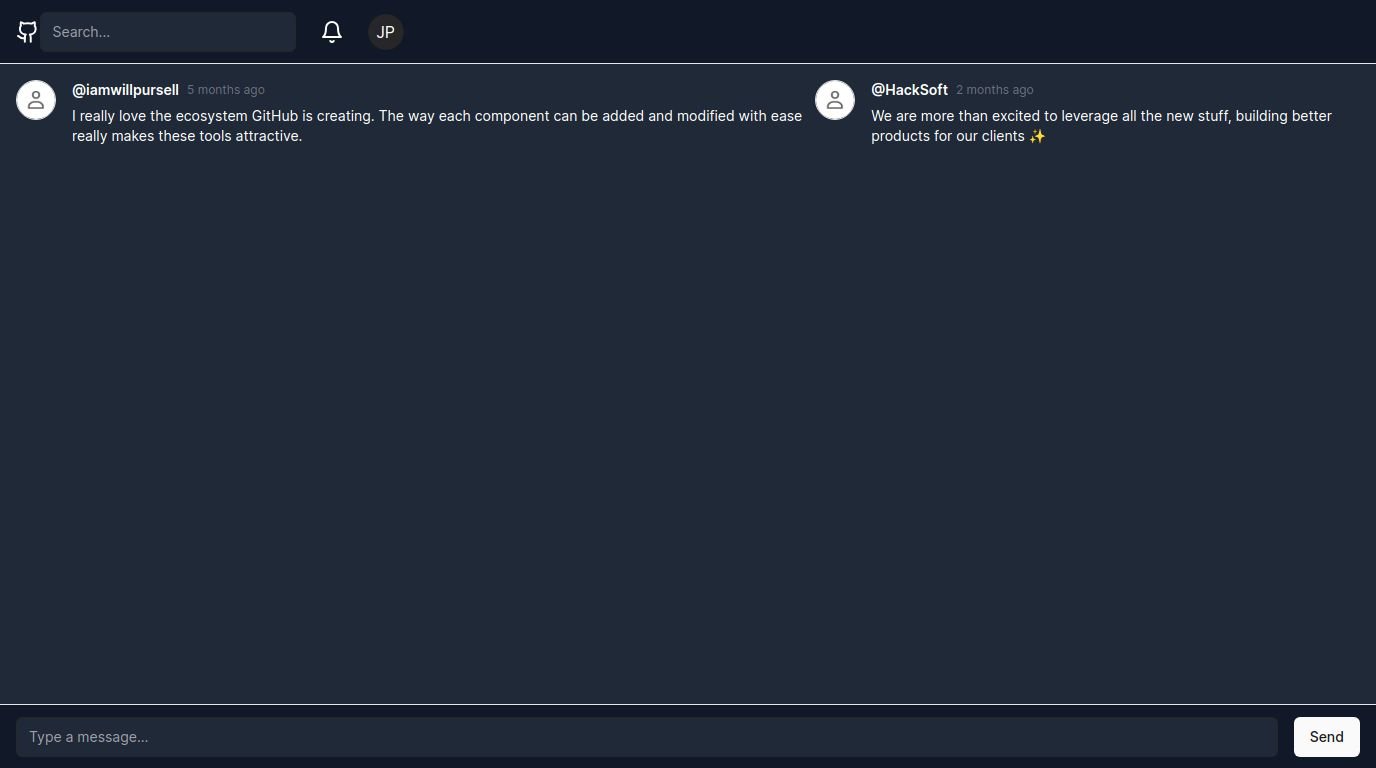 Search...
JP
@iamwillpursell 5 months ago
I really love the ecosystem GitHub is creating. The way each component can be added and modified with ease
really makes these tools attractive.
@HackSoft 2 months ago
We are more than excited to leverage all the new stuff, building better
products for our clients ✨
Type a message...
Send